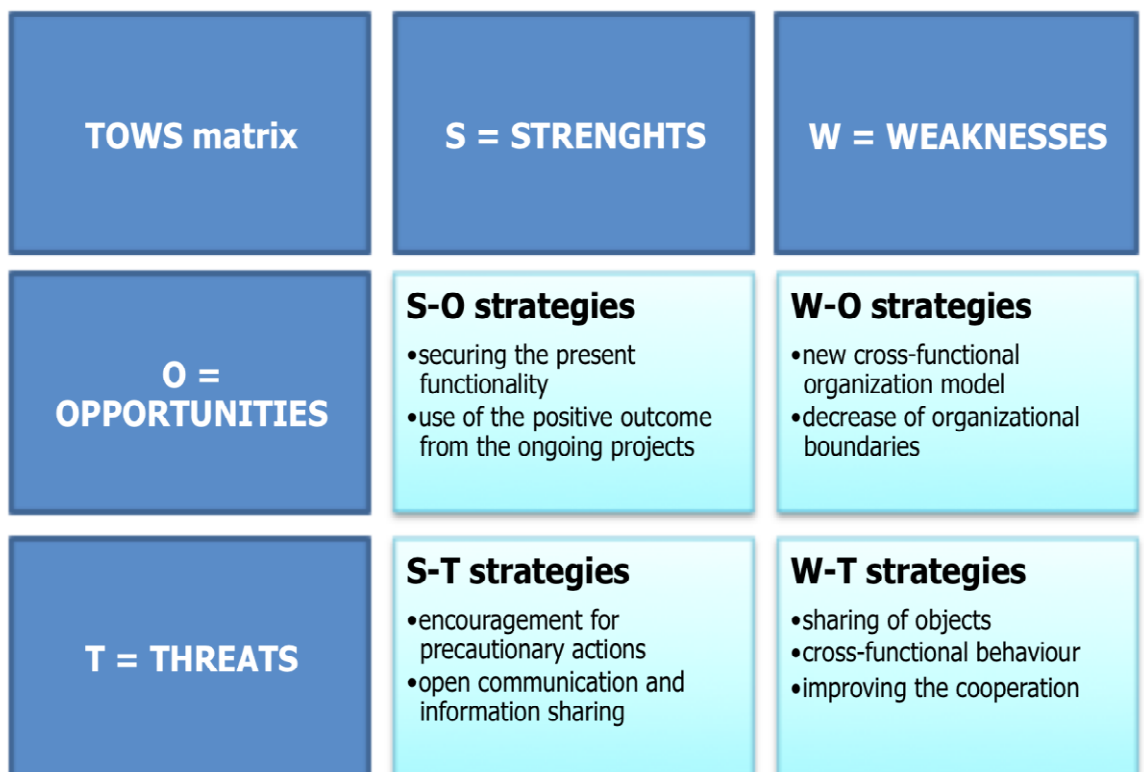 TOWS matrix
S = STRENGHTS
W = WEAKNESSES
O =
OPPORTUNITIES
S-O strategies
•securing the present
functionality
•use of the positive outcome
from the ongoing projects
W-O strategies
•new cross-functional
organization model
•decrease of organizational
boundaries
T = THREATS
S-T strategies
•encouragement for
precautionary actions
•open communication and
information sharing
W-T strategies
•sharing of objects
•cross-functional behaviour
•improving the cooperation